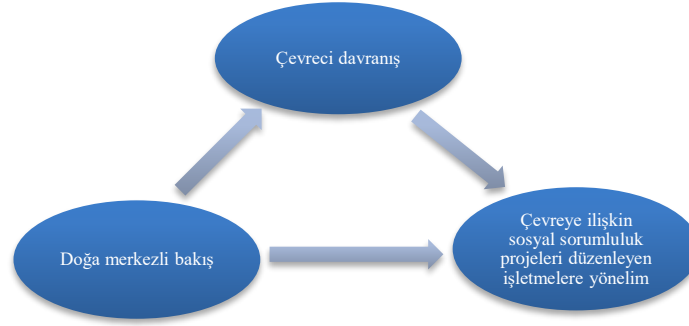 Çevreci davranış
Doğa merkezli bakış
Çevreye ilişkin
sosyal sorumluluk
projeleri düzenleyen
işletmelere yönelim